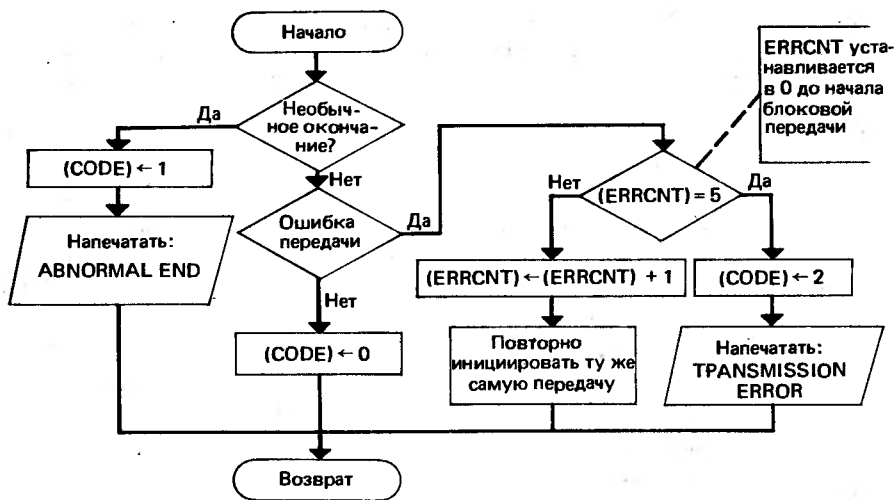 Начало
ERRCNT уста-
навливается
в 0 до начала
блоковой
передачи
Да
Необыч-
ное оконча-
ние?
(CODE) ← 1
Нет
Ошибка
передачи
Да
Нет
(ERRCNT) = 5
Да
Напечатать:
ABNORMAL END
Нет
(CODE) ← 0
(ERRCNT) ← (ERRCNT) + 1
(CODE) ← 2
Повторно
инициировать ту же
самую передачу
Напечатать:
TPANSMISSION
ERROR
Возврат